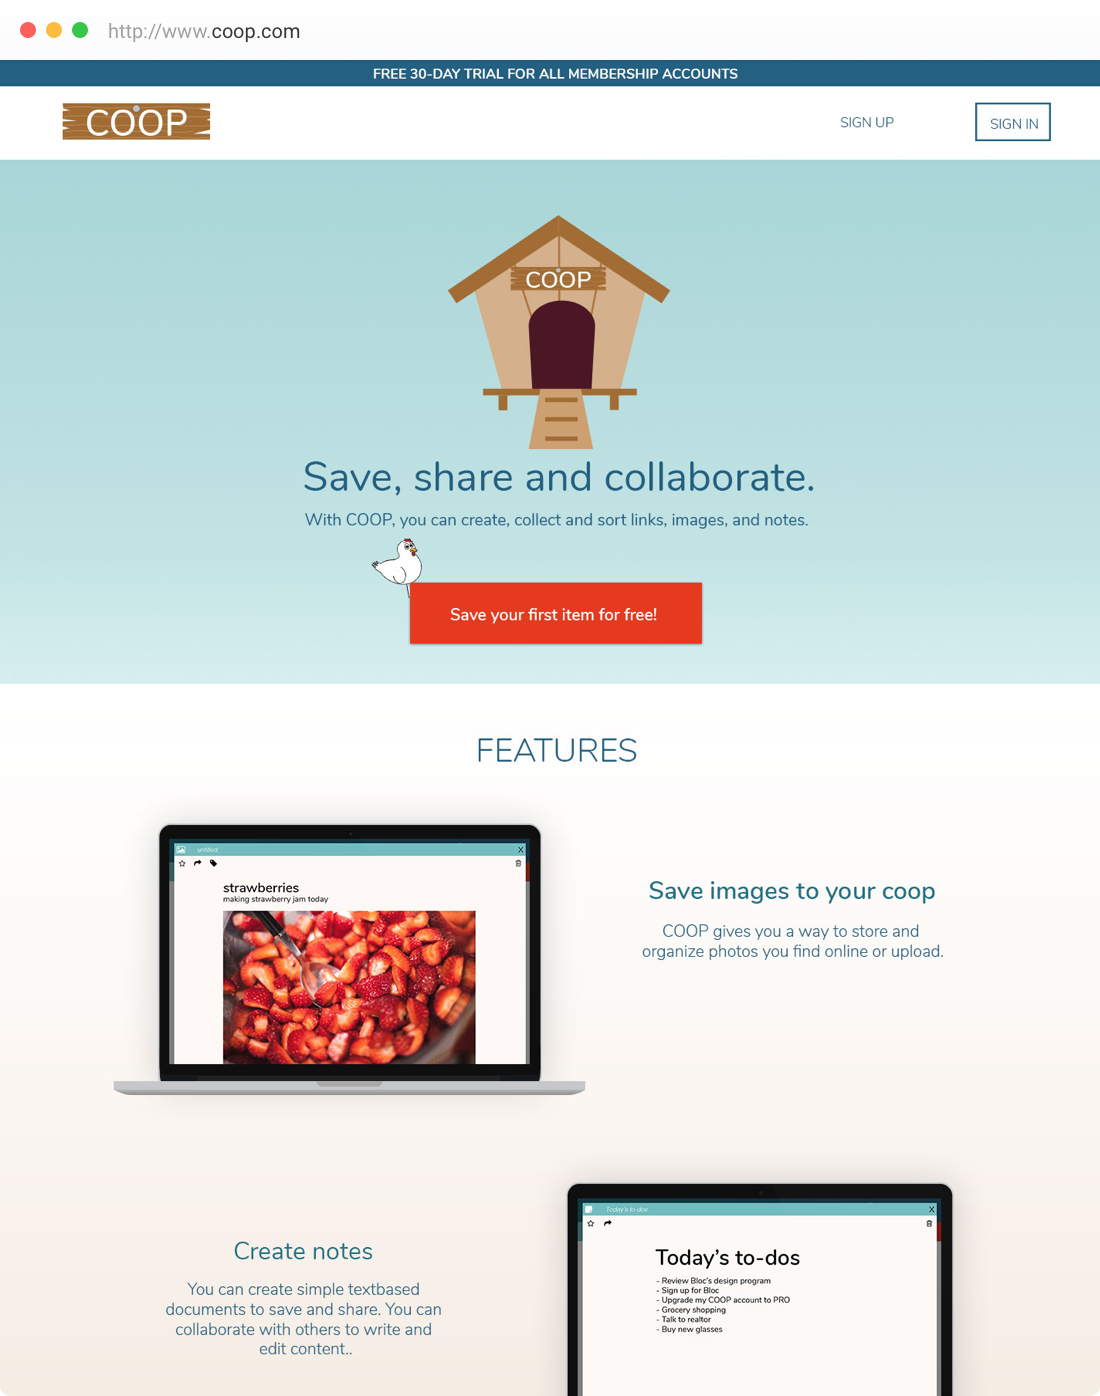 http://www.coop.com
FREE 30-DAY TRIAL FOR ALL MEMBERSHIP ACCOUNTS
COOP
SIGN UP
SIGN IN
COOP
Save, share and collaborate.
With COOP, you can create, collect and sort links, images, and notes.
Save your first item for free!
FEATURES
untitled
X
strawberries
making strawberry jam today
Save images to your coop
COOP gives you a way to store and
organize photos you find online or upload.
Create notes
You can create simple textbased
documents to save and share. You can
collaborate with others to write and
edit content..
Today's to-dos
X
Today's to-dos
- Review Bloc's design program
- Sign up for Bloc
- Upgrade my COOP account to PRO
- Grocery shopping
- Talk to realtor
- Buy new glasses